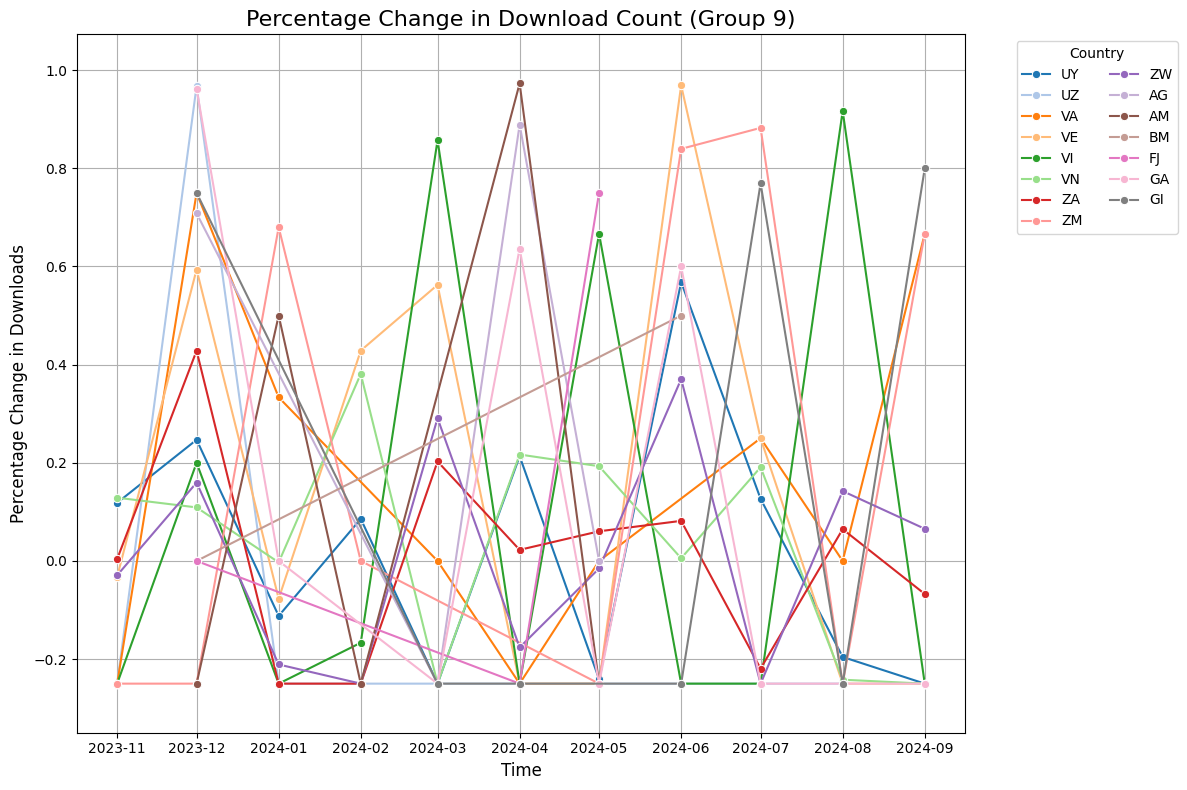 Percentage Change in Download Count (Group 9)
Percentage Change in Downloads
1.0
0.8
0.6
0.4
0.2
0.0
−0.2
2023-11 2023-12 2024-01 2024-02 2024-03 2024-04 2024-05 2024-06 2024-07 2024-08 2024-09
Time
Country
UY ZW
UZ AG
VA AM
VE BM
VI FJ
VN GA
ZA GI
ZM